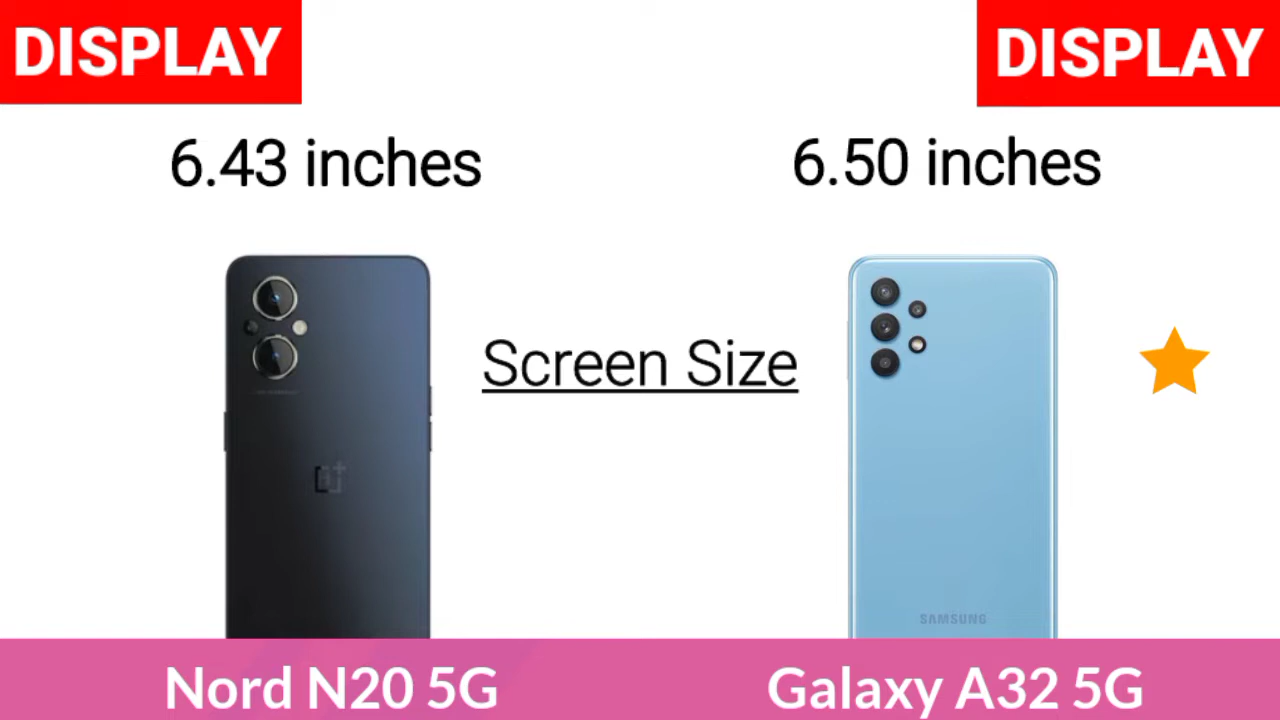 DISPLAY
DISPLAY
6.43 inches
6.50 inches
Screen Size
SAMSUNG
Nord N20 5G
Galaxy A32 5G